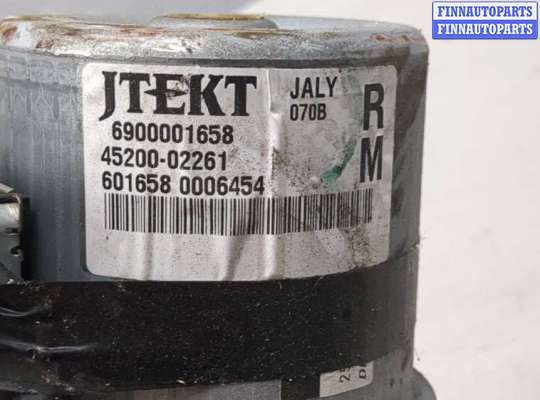 FINNAUTOPARTS
FINNAUTOPARTS
JTEKT
JALY
070B
R
M
6900001658
45200-02261
601658 0006454